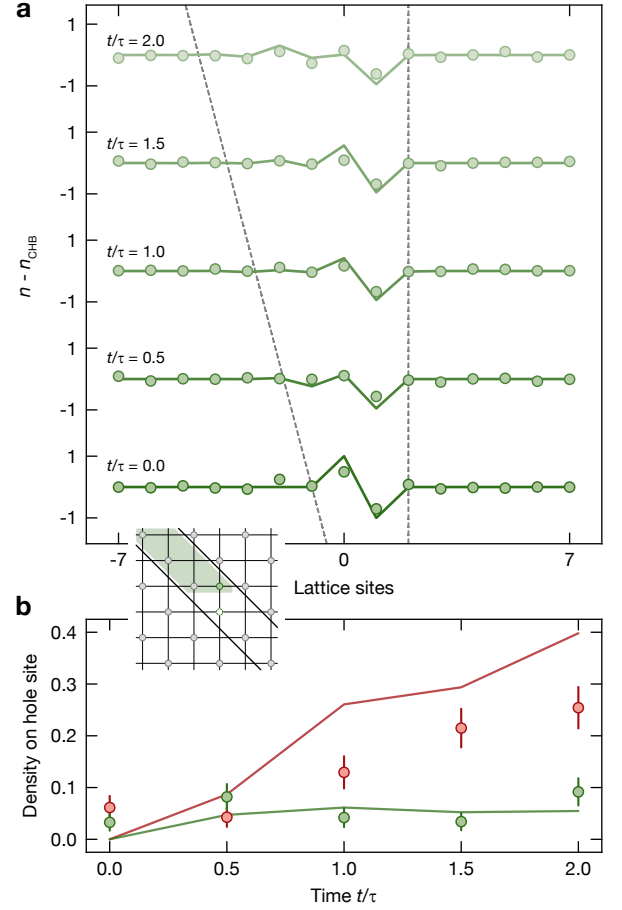 a
1
t/τ = 2.0
-1
1
t/τ = 1.5
-1
1
t/τ = 1.0
-1
1
t/τ = 0.5
-1
1
t/τ = 0.0
-1
n - nCHB
-7
0
7
Lattice sites
b
0.4
0.3
0.2
0.1
0.0
Density on hole site
0.0
0.5
1.0
1.5
2.0
Time t/τ